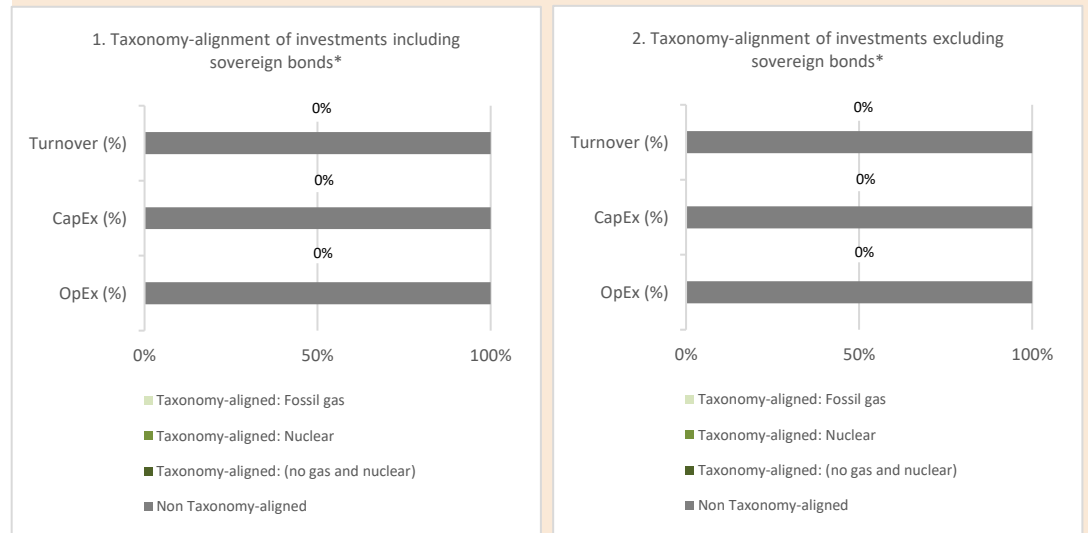 1. Taxonomy-alignment of investments including
sovereign bonds*
0%
Turnover (%)
0%
CapEx (%)
0%
OpEx (%)
0%
50%
100%
Taxonomy-aligned: Fossil gas
Taxonomy-aligned: Nuclear
Taxonomy-aligned: (no gas and nuclear)
Non Taxonomy-aligned
2. Taxonomy-alignment of investments excluding
sovereign bonds*
0%
Turnover (%)
0%
CapEx (%)
0%
OpEx (%)
0%
50%
100%
Taxonomy-aligned: Fossil gas
Taxonomy-aligned: Nuclear
Taxonomy-aligned: (no gas and nuclear)
Non Taxonomy-aligned